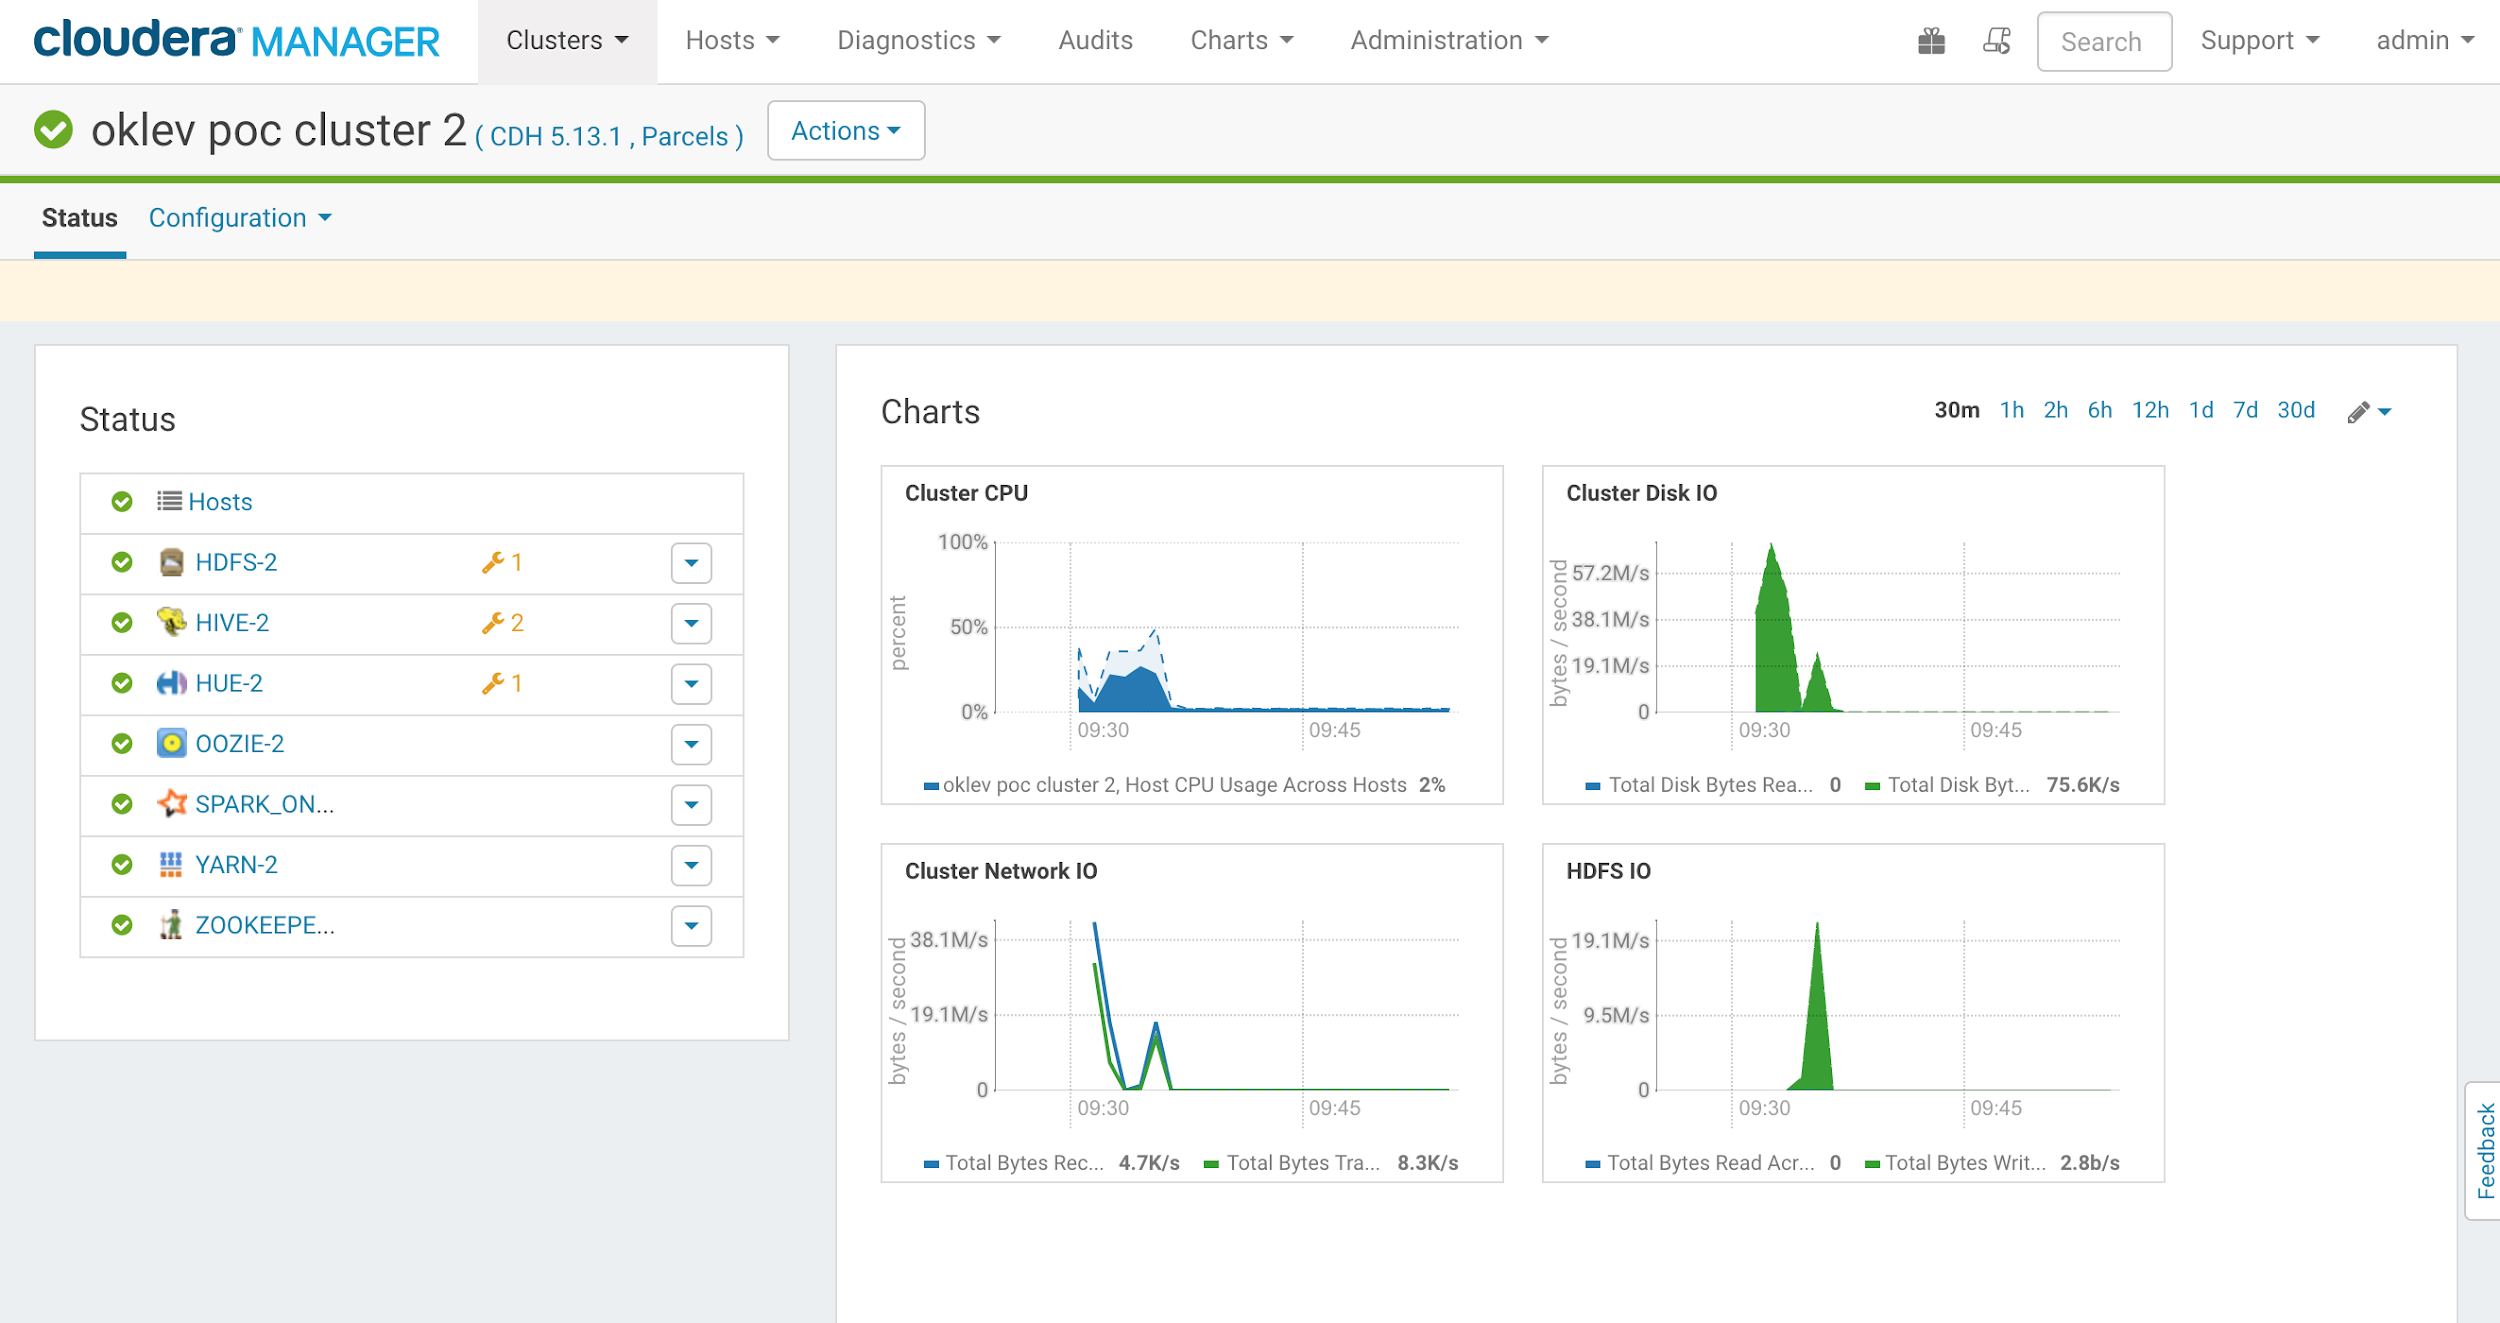 cloudera MANAGER Clusters Hosts Diagnostics Audits Charts Administration Search Support admin
oklev poc cluster 2 ( CDH 5.13.1 , Parcels ) Actions
Status Configuration
Status
Hosts
HDFS-2 1
HIVE-2 2
HUE-2 1
OOZIE-2
SPARK_ON...
YARN-2
ZOOKEEPE...
Charts 30m 1h 2h 6h 12h 1d 7d 30d
Cluster CPU
percent
100%
50%
0%
09:30 09:45
oklev poc cluster 2, Host CPU Usage Across Hosts 2%
Cluster Disk IO
bytes / second
57.2M/s
38.1M/s
19.1M/s
0
09:30 09:45
Total Disk Bytes Rea... 0 Total Disk Byt... 75.6K/s
Cluster Network IO
bytes / second
38.1M/s
19.1M/s
0
09:30 09:45
Total Bytes Rec... 4.7K/s Total Bytes Tra... 8.3K/s
HDFS IO
bytes / second
19.1M/s
9.5M/s
0
09:30 09:45
Total Bytes Read Acr... 0 Total Bytes Writ... 2.8b/s
Feedback